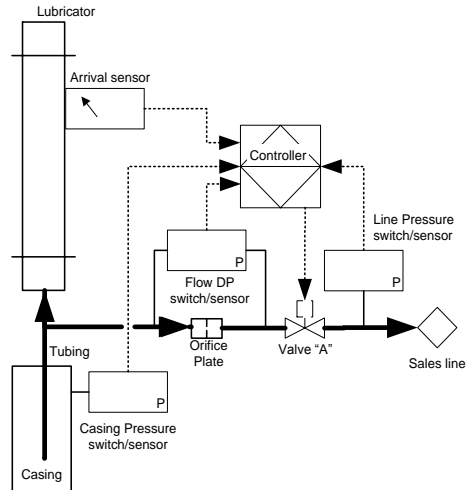 Lubricator
Arrival sensor
Controller
Line Pressure
switch/sensor
P
P
Flow DP
switch/sensor
Tubing
Orifice
Plate
Valve “A”
Sales line
P
Casing Pressure
switch/sensor
Casing